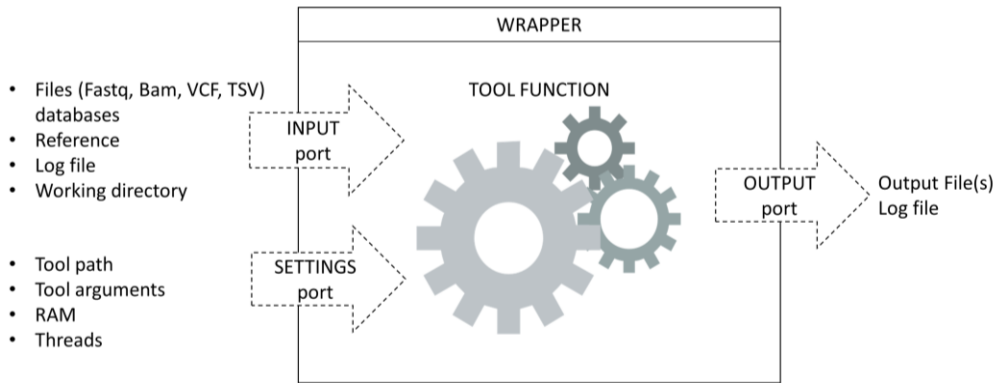 WRAPPER
• Files (Fastq, Bam, VCF, TSV)
databases
• Reference
• Log file
• Working directory
INPUT
port
TOOL FUNCTION
OUTPUT
port
Output File(s)
Log file
• Tool path
• Tool arguments
• RAM
• Threads
SETTINGS
port